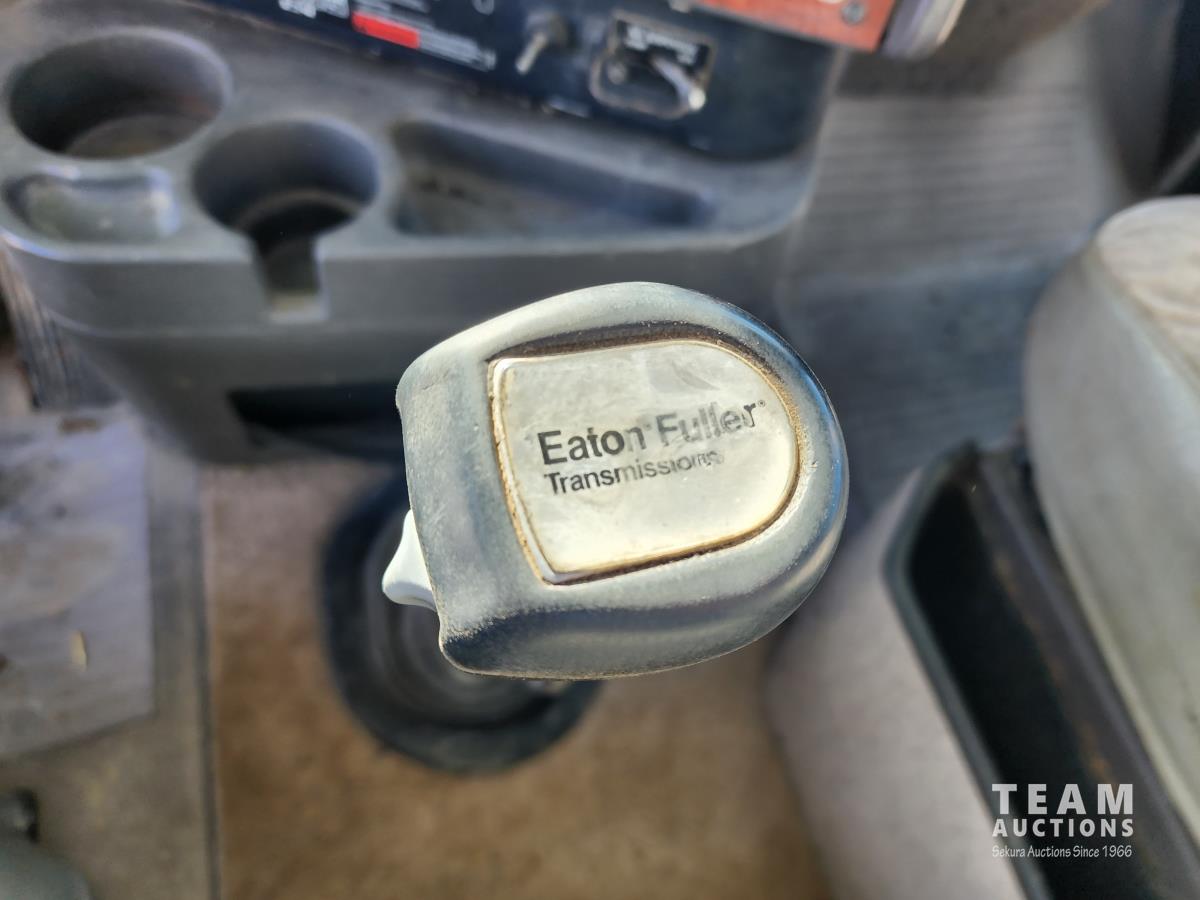 Eaton Fuller®
Transmissions
TEAM
AUCTIONS
Sekura Auctions Since 1966